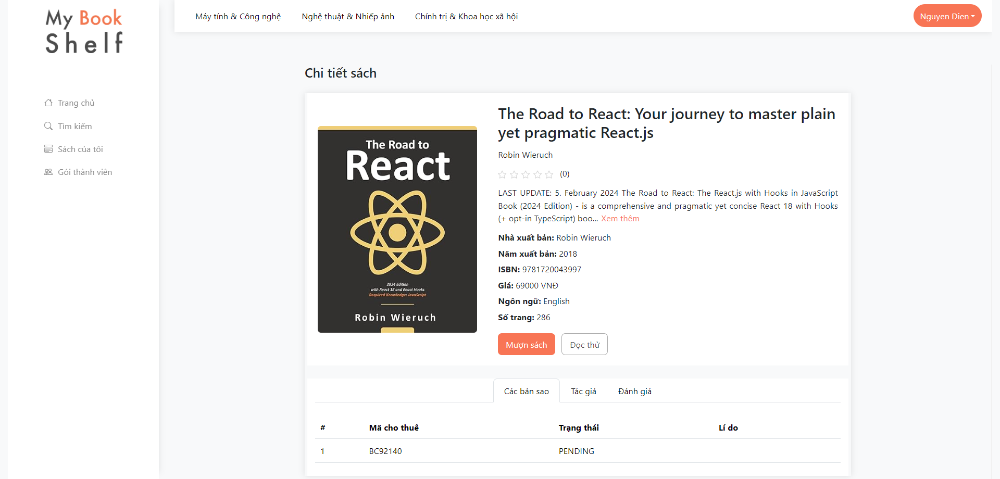 My Book
Shelf
Máy tính & Công nghệ
Nghệ thuật & Nhiếp ảnh
Chính trị & Khoa học xã hội
Nguyen Dien
Trang chủ
Tìm kiếm
Sách của tôi
Gói thành viên
Chi tiết sách
The Road to
React
2024 Edition
with React 18 and React Hooks
Required Knowledge: JavaScript
Robin Wieruch
The Road to React: Your journey to master plain
yet pragmatic React.js
Robin Wieruch
(0)
LAST UPDATE: 5. February 2024 The Road to React: The React.js with Hooks in JavaScript
Book (2024 Edition) - is a comprehensive and pragmatic yet concise React 18 with Hooks
(+ opt-in TypeScript) boo... Xem thêm
Nhà xuất bản: Robin Wieruch
Năm xuất bản: 2018
ISBN: 9781720043997
Giá: 69000 VNĐ
Ngôn ngữ: English
Số trang: 286
Mượn sách
Đọc thử
Các bản sao
Tác giả
Đánh giá
# Mã cho thuê Trạng thái Lí do
1 BC92140 PENDING